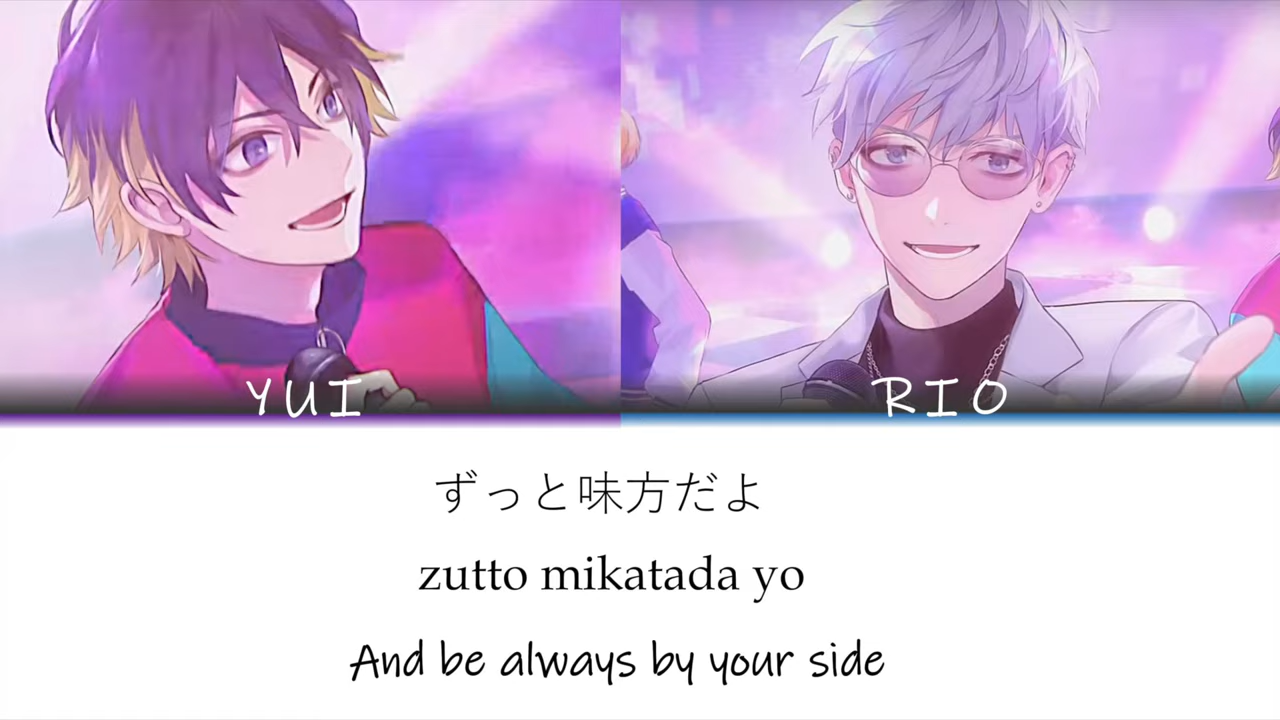 YUI
RIO
ずっと味方だよ
zutto mikatada yo
And be always by your side